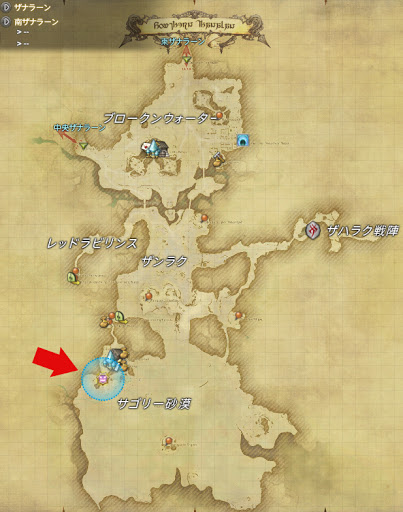 ザナラーン
南ザナラーン
> --
> --
Southern Thanalan
東ザナラーン
ブロークンウォーター
中央ザナラーン
ザハラク戦陣
レッドラビリンス
ザンラク
サゴリー砂漠